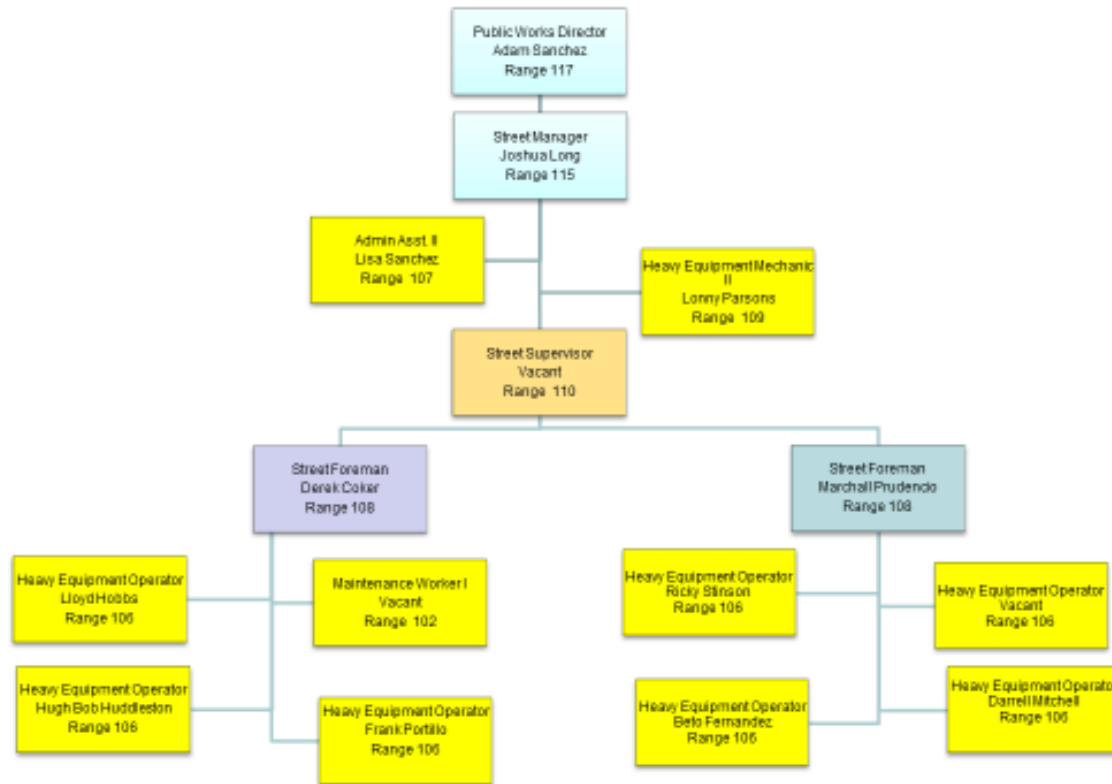 Public Works Director
Adam Sanchez
Range 117
Street Manager
Joshua Long
Range 115
Admin Asst. II
Lisa Sanchez
Range 107
Heavy Equipment Mechanic
II
Lonny Parsons
Range 109
Street Supervisor
Vacant
Range 110
Street Foreman
Derek Coker
Range 108
Street Foreman
Marchall Prudencio
Range 108
Heavy Equipment Operator
Lloyd Hobbs
Range 106
Maintenance Worker I
Vacant
Range 102
Heavy Equipment Operator
Ricky Stinson
Range 106
Heavy Equipment Operator
Vacant
Range 106
Heavy Equipment Operator
Hugh Bob Huddleston
Range 106
Heavy Equipment Operator
Frank Portillo
Range 106
Heavy Equipment Operator
Beto Fernandez
Range 106
Heavy Equipment Operato
Darrell Mitchell
Range 106